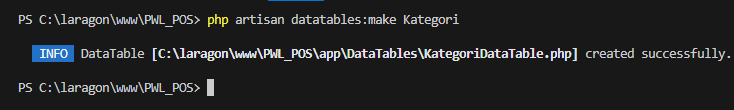 PS C:\laragon\www\PWL_POS> php artisan datatables:make Kategori
INFO DataTable [C:\laragon\www\PWL_POS\app\DataTables\KategoriDataTable.php] created successfully.
PS C:\laragon\www\PWL_POS>